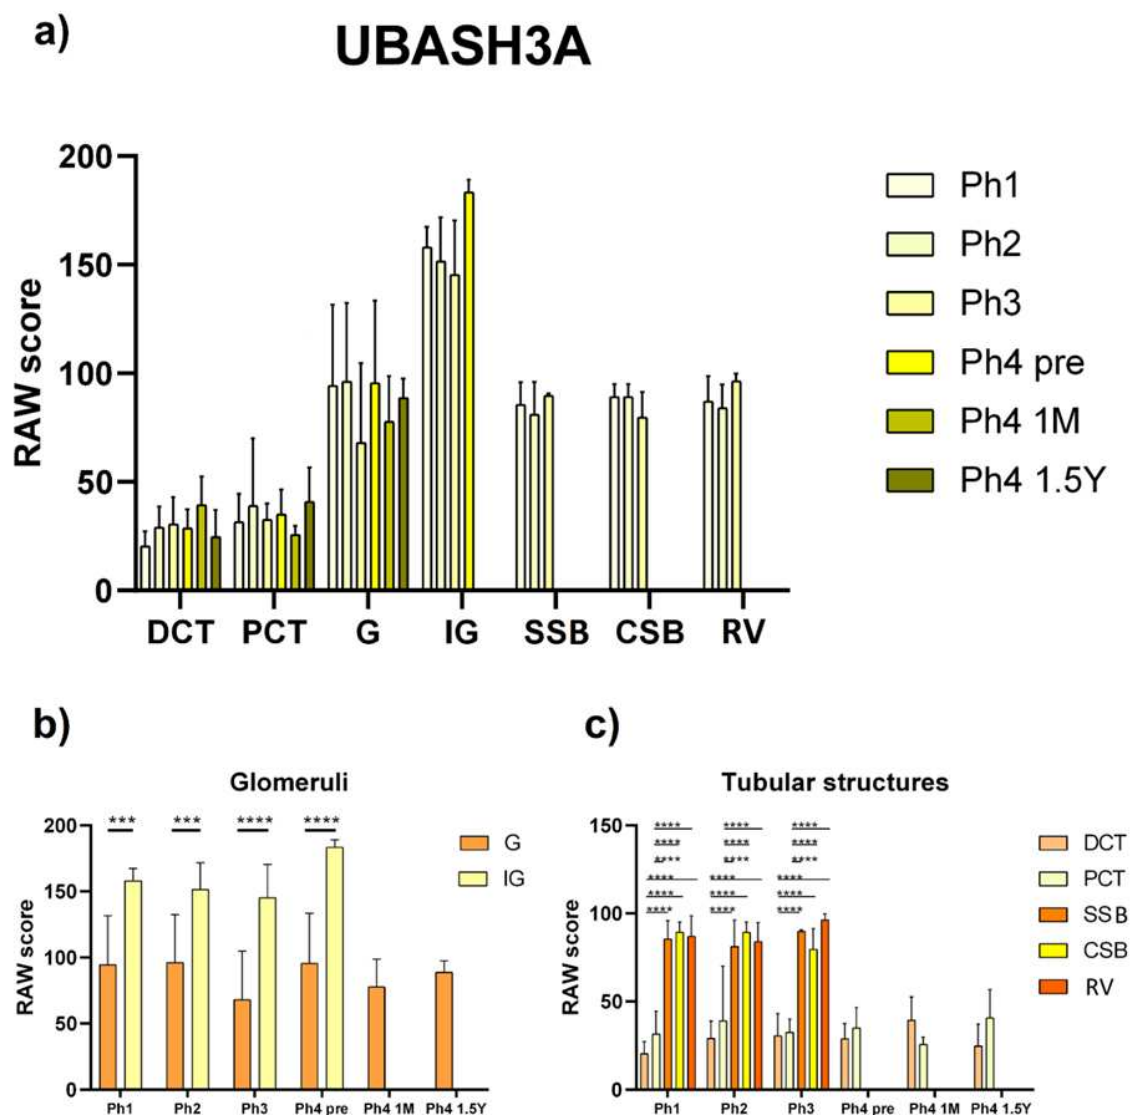 a)
UBASH3A
RAW score
200
150
100
50
0
DCT PCT G IG SSB CSB RV
Ph1
Ph2
Ph3
Ph4 pre
Ph4 1M
Ph4 1.5Y
b)
Glomeruli
RAW score
200
150
100
50
0
*** *** **** ****
Ph1 Ph2 Ph3 Ph4 pre Ph4 1M Ph4 1.5Y
G
IG
c)
Tubular structures
RAW score
150
100
50
0
**** **** ****
**** **** ****
**** **** ****
**** **** ****
**** **** ****
**** **** ****
Ph1 Ph2 Ph3 Ph4 pre Ph4 1M Ph4 1.5Y
DCT
PCT
SSB
CSB
RV